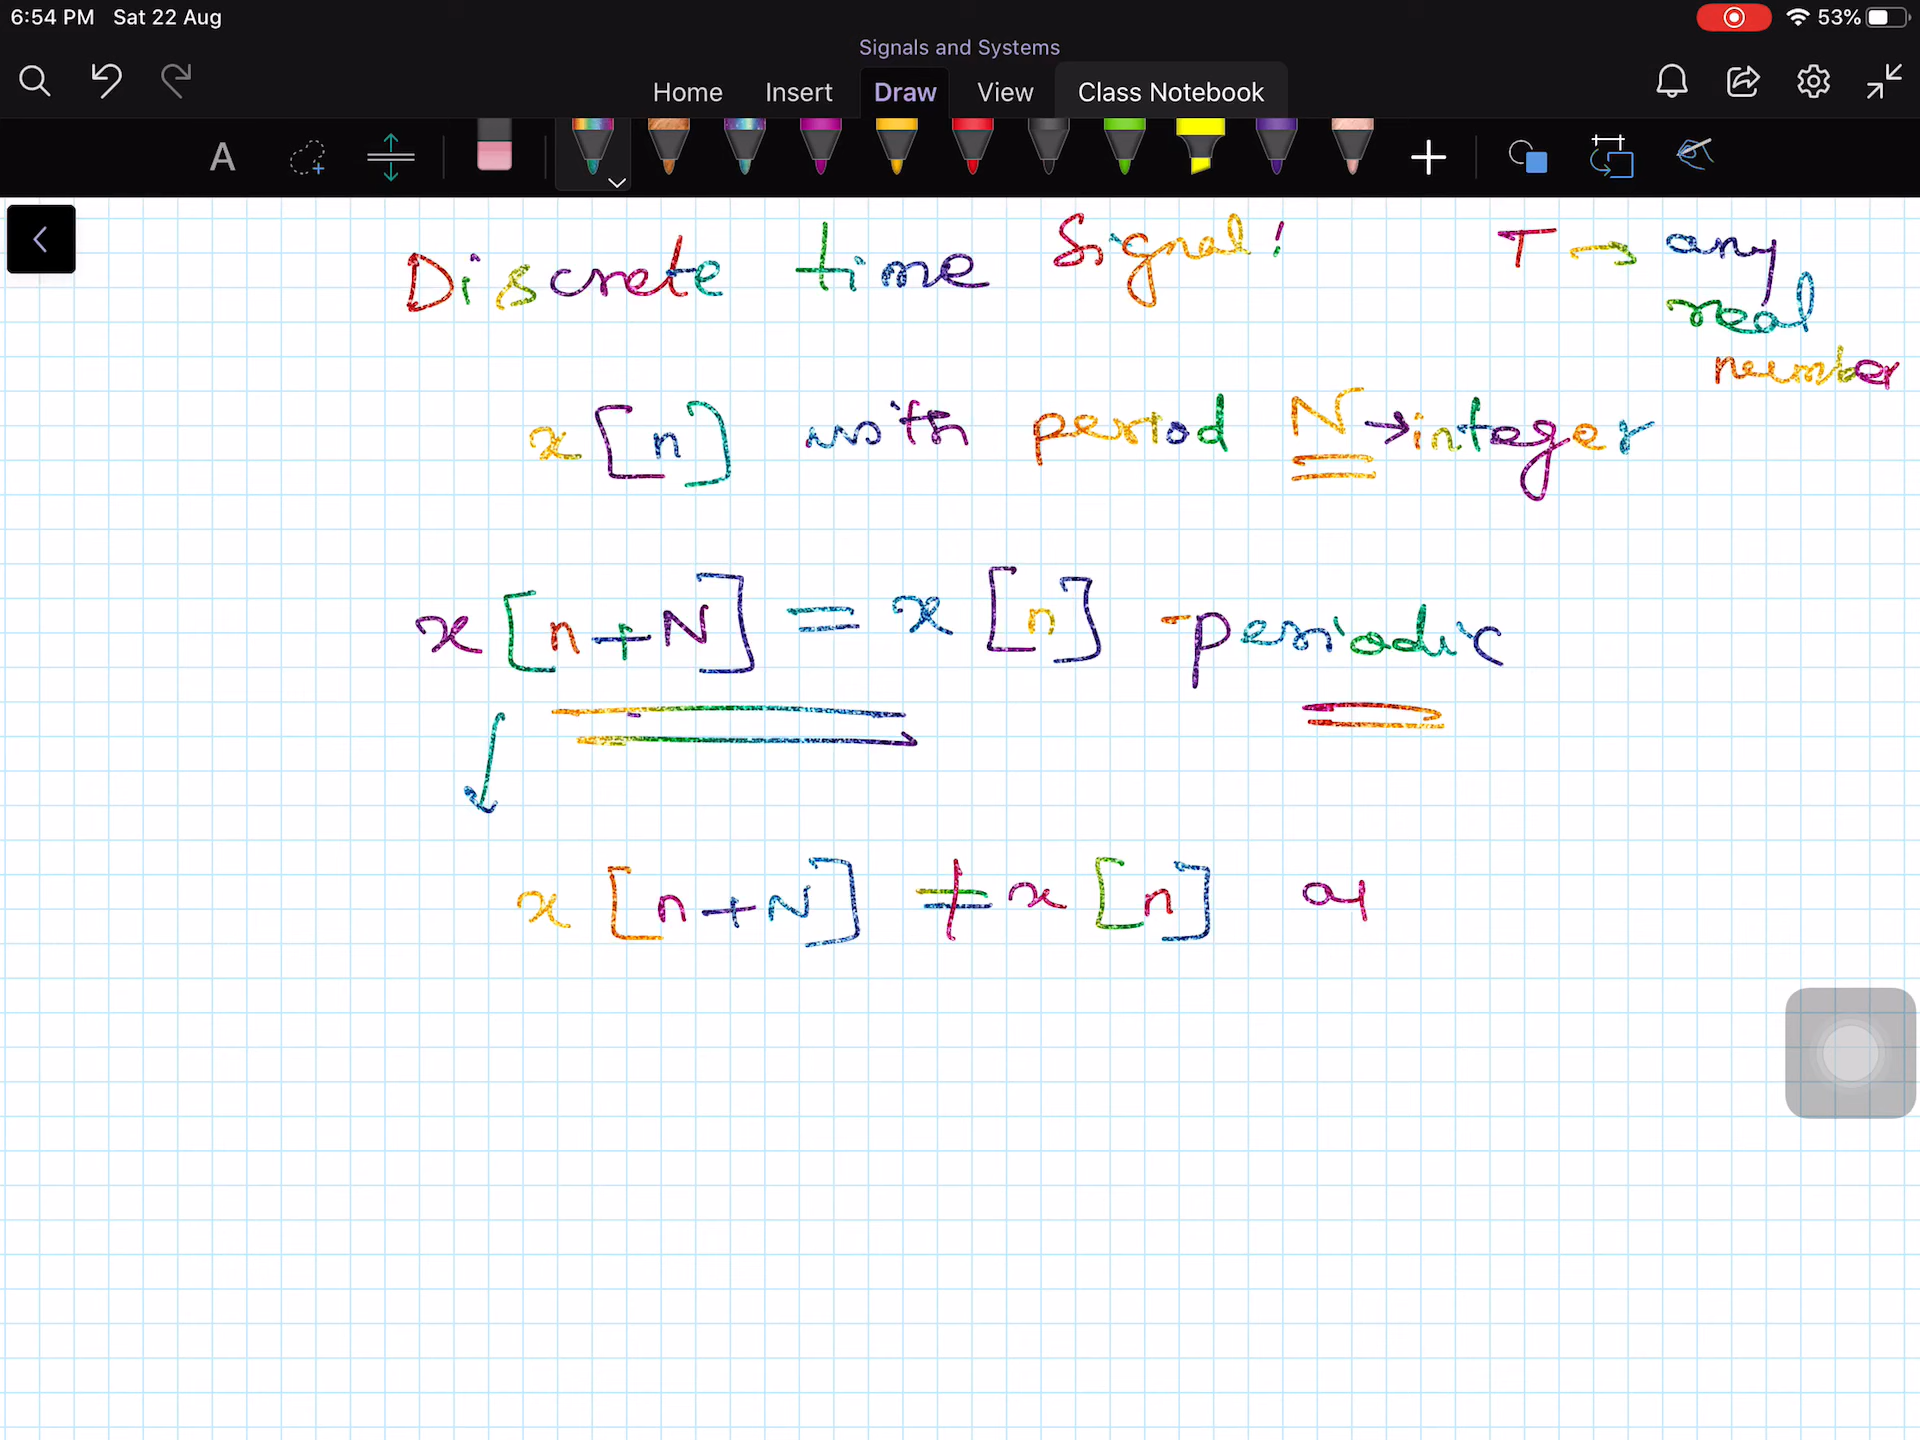 6:54 PM Sat 22 Aug 53%
Signals and Systems
Home Insert Draw View Class Notebook
A
Discrete time Signal! T → any
real
number
x[n] with period N → integer
x[n+N] = x[n] - periodic
x[n+N] ≠ x[n]